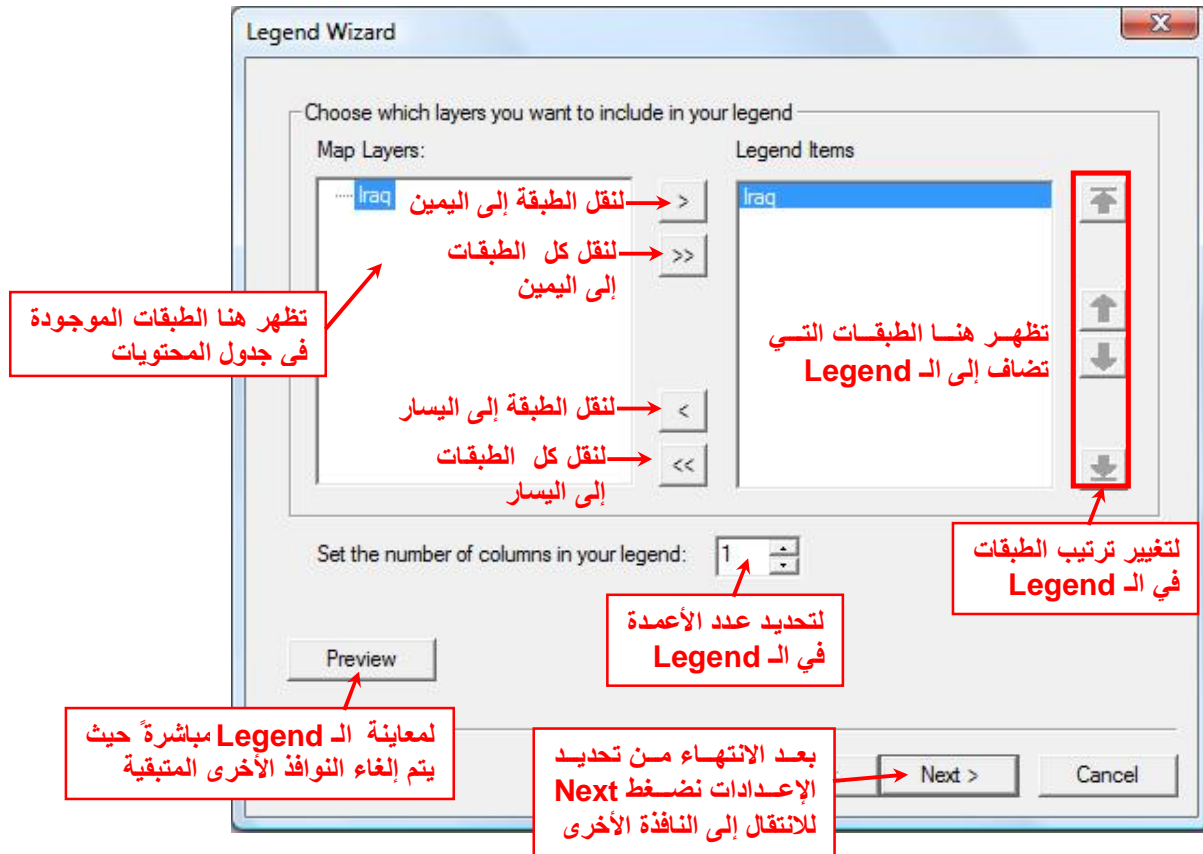 Legend Wizard
X
Choose which layers you want to include in your legend
Map Layers:
Legend Items
Iraq
لنقل الطبقة إلى اليمين
>
Iraq
لنقل كل الطبقات
إلى اليمين
>>
تظهر هنا الطبقات الموجودة
فى جدول المحتويات
تظهر هنا الطبقات التي
تضاف إلى الـ Legend
لنقل الطبقة إلى اليسار
<
لنقل كل الطبقات
إلى اليسار
<<
لتغيير ترتيب الطبقات
في الـ Legend
Set the number of columns in your legend:
1
لتحديد عدد الأعمدة
في الـ Legend
Preview
لمعاينة الـ Legend مباشرةً حيث
يتم إلغاء النوافذ الأخرى المتبقية
بعد الانتهاء من تحديد
الإعدادات نضغط Next
للانتقال إلى النافذة الأخرى
Next >
Cancel